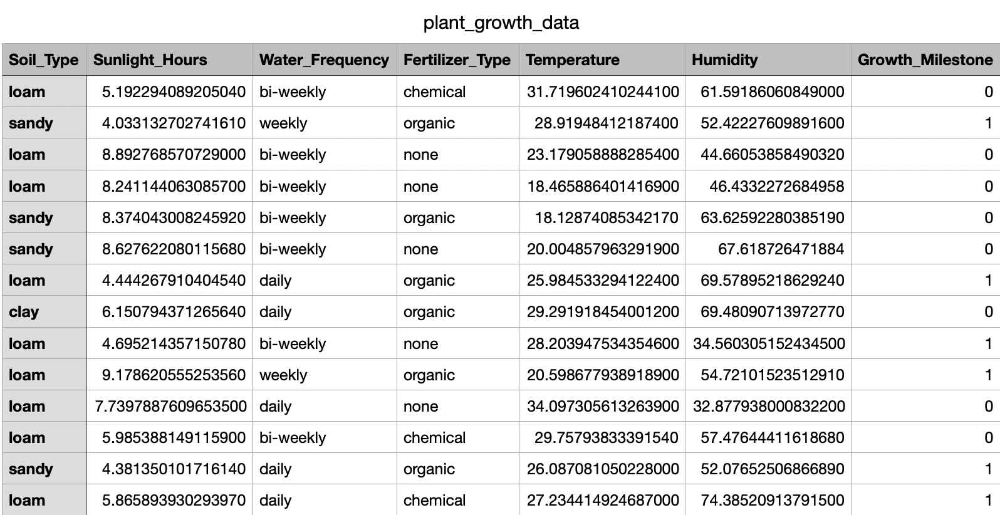 plant_growth_data
Soil_Type Sunlight_Hours Water_Frequency Fertilizer_Type Temperature Humidity Growth_Milestone
loam 5.192294089205040 bi-weekly chemical 31.719602410244100 61.59186060849000 0
sandy 4.033132702741610 weekly organic 28.91948412187400 52.42227609891600 1
loam 8.892768570729000 bi-weekly none 23.179058888285400 44.66053858490320 0
loam 8.241144063085700 bi-weekly none 18.465886401416900 46.4332272684958 0
sandy 8.374043008245920 bi-weekly organic 18.12874085342170 63.62592280385190 0
sandy 8.627622080115680 bi-weekly none 20.004857963291900 67.618726471884 0
loam 4.444267910404540 daily organic 25.984533294122400 69.57895218629240 1
clay 6.150794371265640 daily organic 29.291918454001200 69.48090713972770 0
loam 4.695214357150780 bi-weekly none 28.203947534354600 34.560305152434500 1
loam 9.178620555253560 weekly organic 20.598677938918900 54.72101523512910 1
loam 7.7397887609653500 daily none 34.097305613263900 32.877938000832200 0
loam 5.985388149115900 bi-weekly chemical 29.75793833391540 57.47644411618680 0
sandy 4.381350101716140 daily organic 26.087081050228000 52.07652506866890 1
loam 5.865893930293970 daily chemical 27.234414924687000 74.38520913791500 1